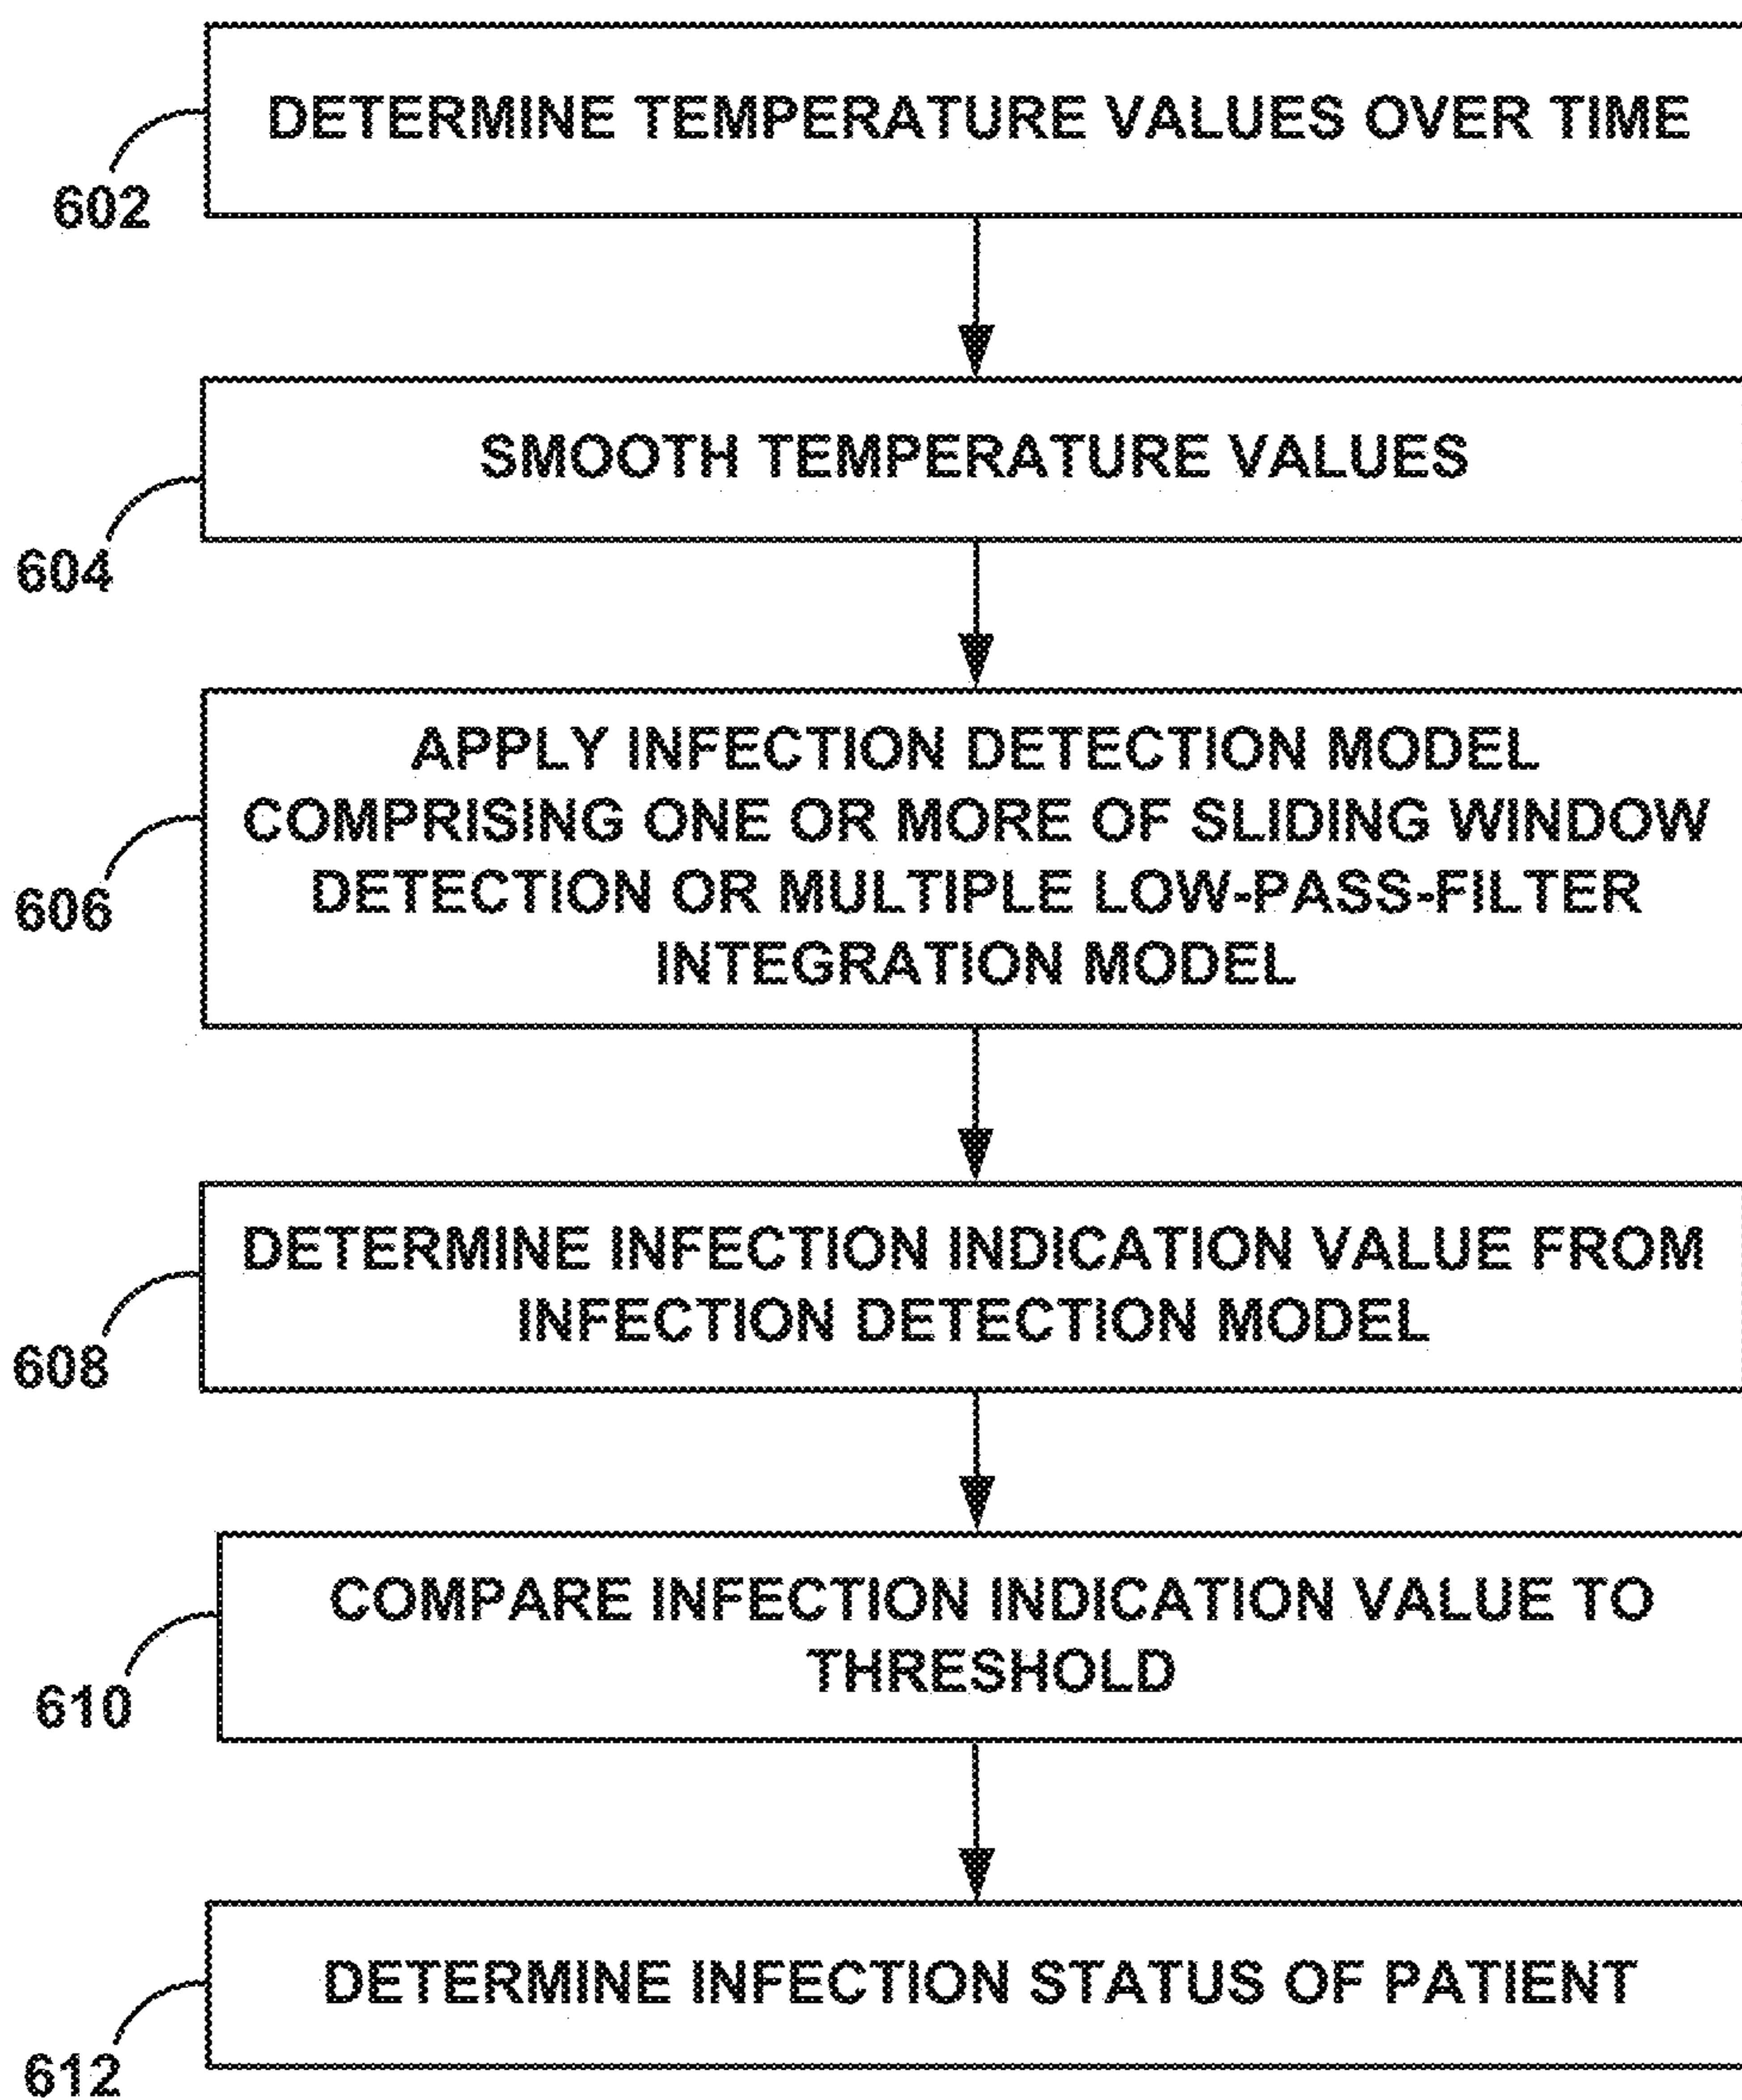 DETERMINE TEMPERATURE VALUES OVER TIME
602
SMOOTH TEMPERATURE VALUES
604
APPLY INFECTION DETECTION MODEL
COMPRISING ONE OR MORE OF SLIDING WINDOW
DETECTION OR MULTIPLE LOW-PASS-FILTER
INTEGRATION MODEL
606
DETERMINE INFECTION INDICATION VALUE FROM
INFECTION DETECTION MODEL
608
COMPARE INFECTION INDICATION VALUE TO
THRESHOLD
610
DETERMINE INFECTION STATUS OF PATIENT
612